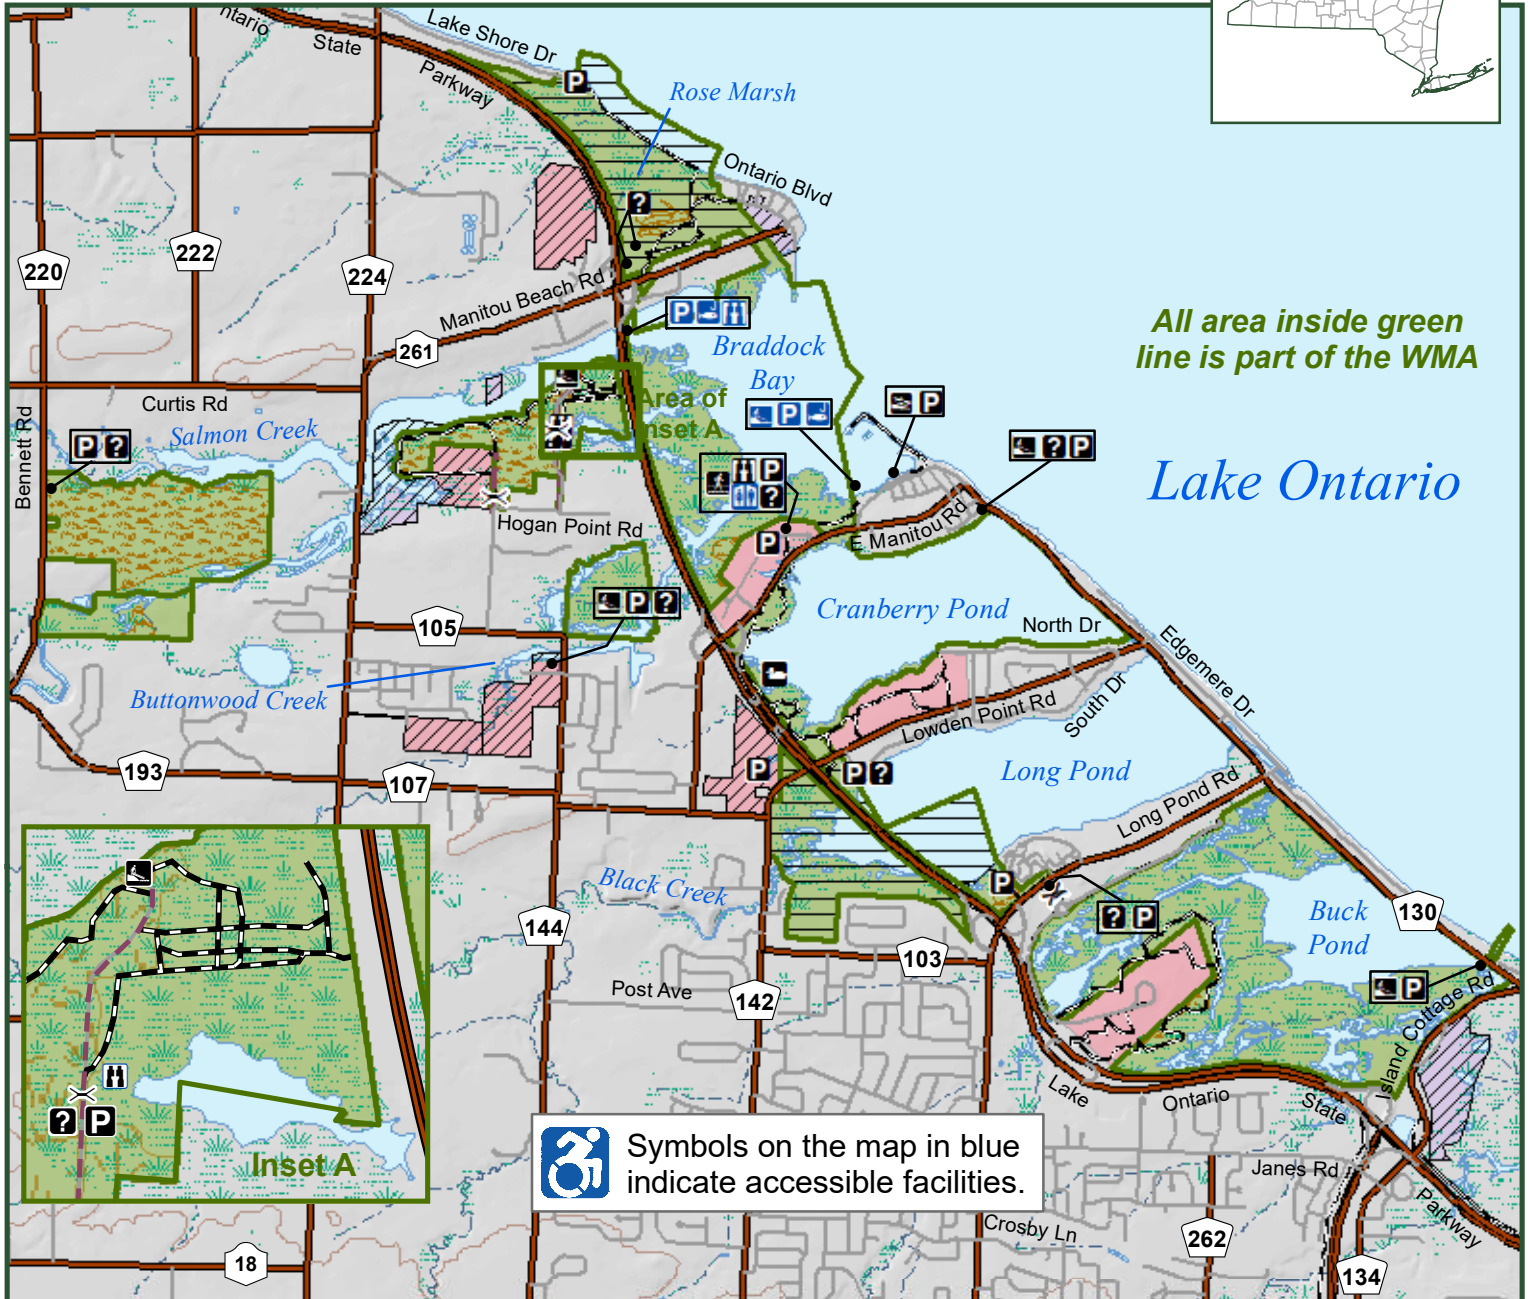 ntario
State
Parkway
Lake Shore Dr
Rose Marsh
Ontario Blvd
P
?
220
222
224
Manitou Beach Rd
261
P
Braddock
Bay
All area inside green
line is part of the WMA
Lake Ontario
Curtis Rd
Salmon Creek
Bennett Rd
P ?
Area of
Inset A
P
P
? P
P
?
P
E Manitou Rd
Hogan Point Rd
P ?
105
Cranberry Pond
North Dr
Edgemere Dr
Buttonwood Creek
South Dr
Lowden Point Rd
193
107
P
P ?
Long Pond
Long Pond Rd
Black Creek
P
? P
Buck
Pond
130
144
103
Post Ave
142
P
Island Cottage Rd
Lake
Ontario
State
Parkway
? P
Inset A
Symbols on the map in blue
indicate accessible facilities.
Janes Rd
Crosby Ln
262
18
134